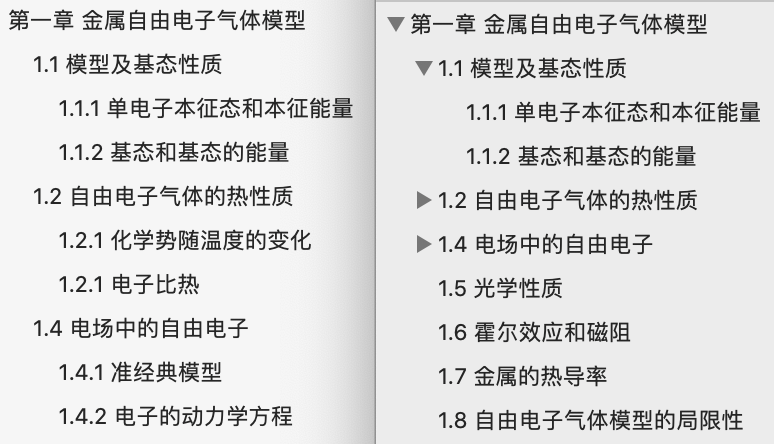 第一章 金属自由电子气体模型
1.1 模型及基态性质
1.1.1 单电子本征态和本征能量
1.1.2 基态和基态的能量
1.2 自由电子气体的热性质
1.2.1 化学势随温度的变化
1.2.1 电子比热
1.4 电场中的自由电子
1.4.1 准经典模型
1.4.2 电子的动力学方程
第一章 金属自由电子气体模型
1.1 模型及基态性质
1.1.1 单电子本征态和本征能量
1.1.2 基态和基态的能量
1.2 自由电子气体的热性质
1.4 电场中的自由电子
1.5 光学性质
1.6 霍尔效应和磁阻
1.7 金属的热导率
1.8 自由电子气体模型的局限性